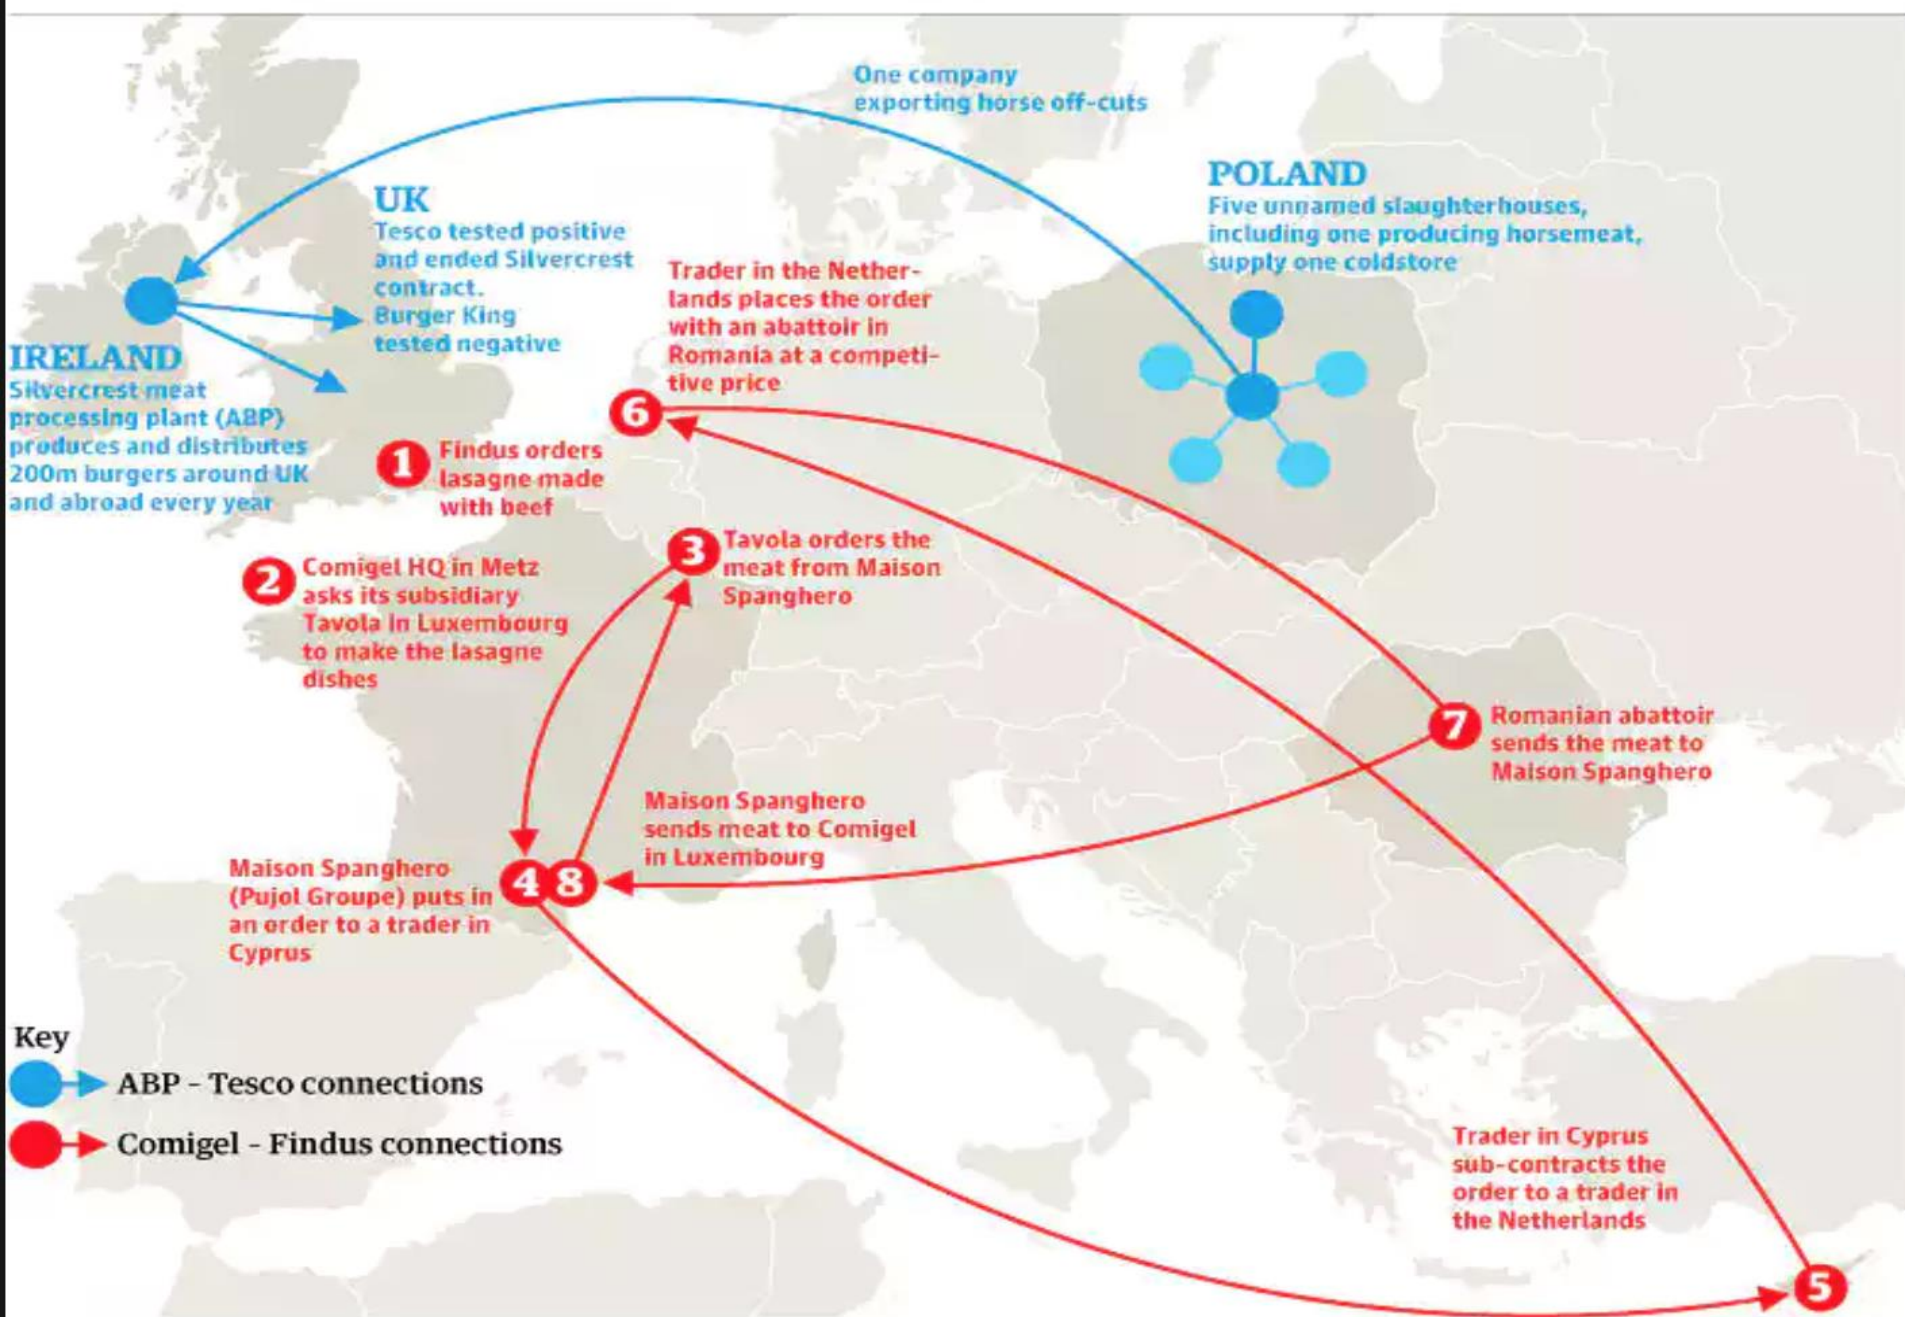 One company
exporting horse off-cuts
POLAND
Five unnamed slaughterhouses,
including one producing horsemeat,
supply one coldstore
UK
Tesco tested positive
and ended Silvercrest
contract.
Burger King
tested negative
IRELAND
Silvercrest meat
processing plant (ABP)
produces and distributes
200m burgers around UK
and abroad every year
Trader in the Nether-
lands places the order
with an abattoir in
Romania at a competi-
tive price
6
1
Findus orders
lasagne made
with beef
2
Comigel HQ in Metz
asks its subsidiary
Tavola in Luxembourg
to make the lasagne
dishes
3
Tavola orders the
meat from Maison
Spanghero
7
Romanian abattoir
sends the meat to
Maison Spanghero
Maison Spanghero
sends meat to Comigel
in Luxembourg
Maison Spanghero
(Pujol Groupe) puts in
an order to a trader in
Cyprus
4 8
Key
ABP - Tesco connections
Comigel - Findus connections
Trader in Cyprus
sub-contracts the
order to a trader in
the Netherlands
5